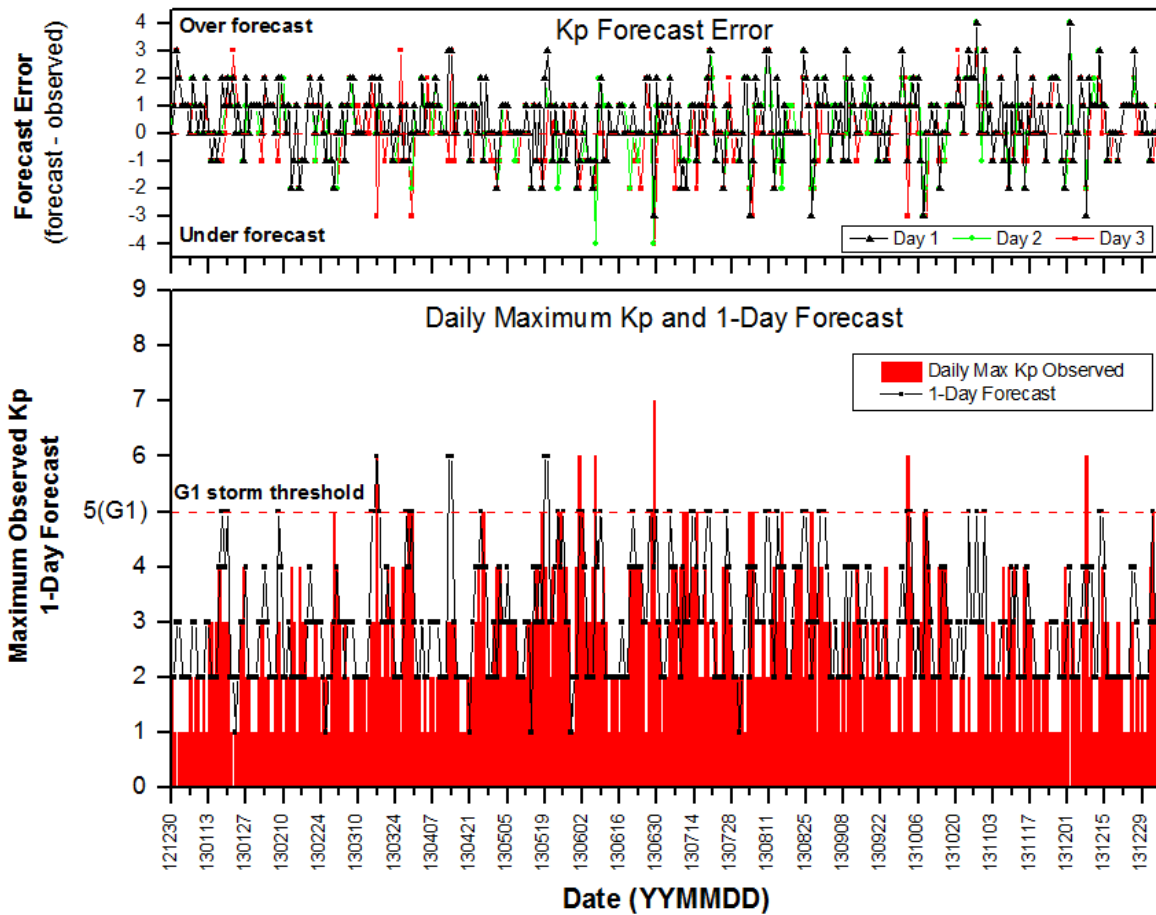 Kp Forecast Error
Over forecast
Under forecast
Forecast Error
(forecast - observed)
4
3
2
1
0
-1
-2
-3
-4
Day 1
Day 2
Day 3
Daily Maximum Kp and 1-Day Forecast
Daily Max Kp Observed
1-Day Forecast
G1 storm threshold
Maximum Observed Kp
1-Day Forecast
9
8
7
6
5(G1)
4
3
2
1
0
121230
130113
130127
130210
130224
130310
130324
130407
130421
130505
130519
130602
130616
130630
130714
130728
130811
130825
130908
130922
131006
131020
131103
131117
131201
131215
131229
Date (YYMMDD)